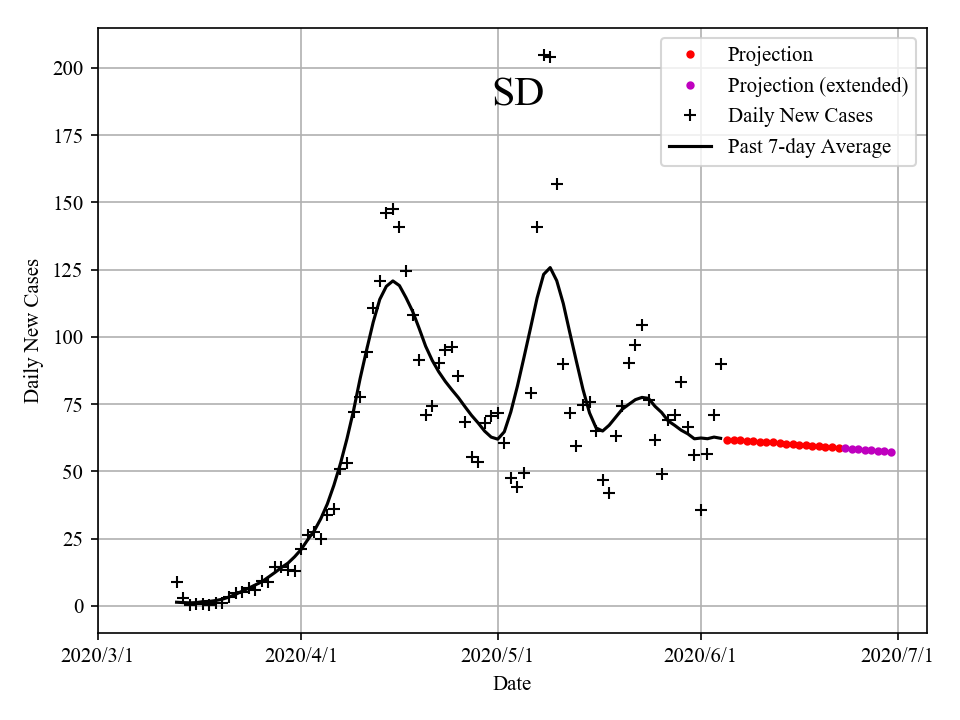 SD
Projection
Projection (extended)
Daily New Cases
Past 7-day Average
Daily New Cases
200
175
150
125
100
75
50
25
0
2020/3/1
2020/4/1
2020/5/1
2020/6/1
2020/7/1
Date